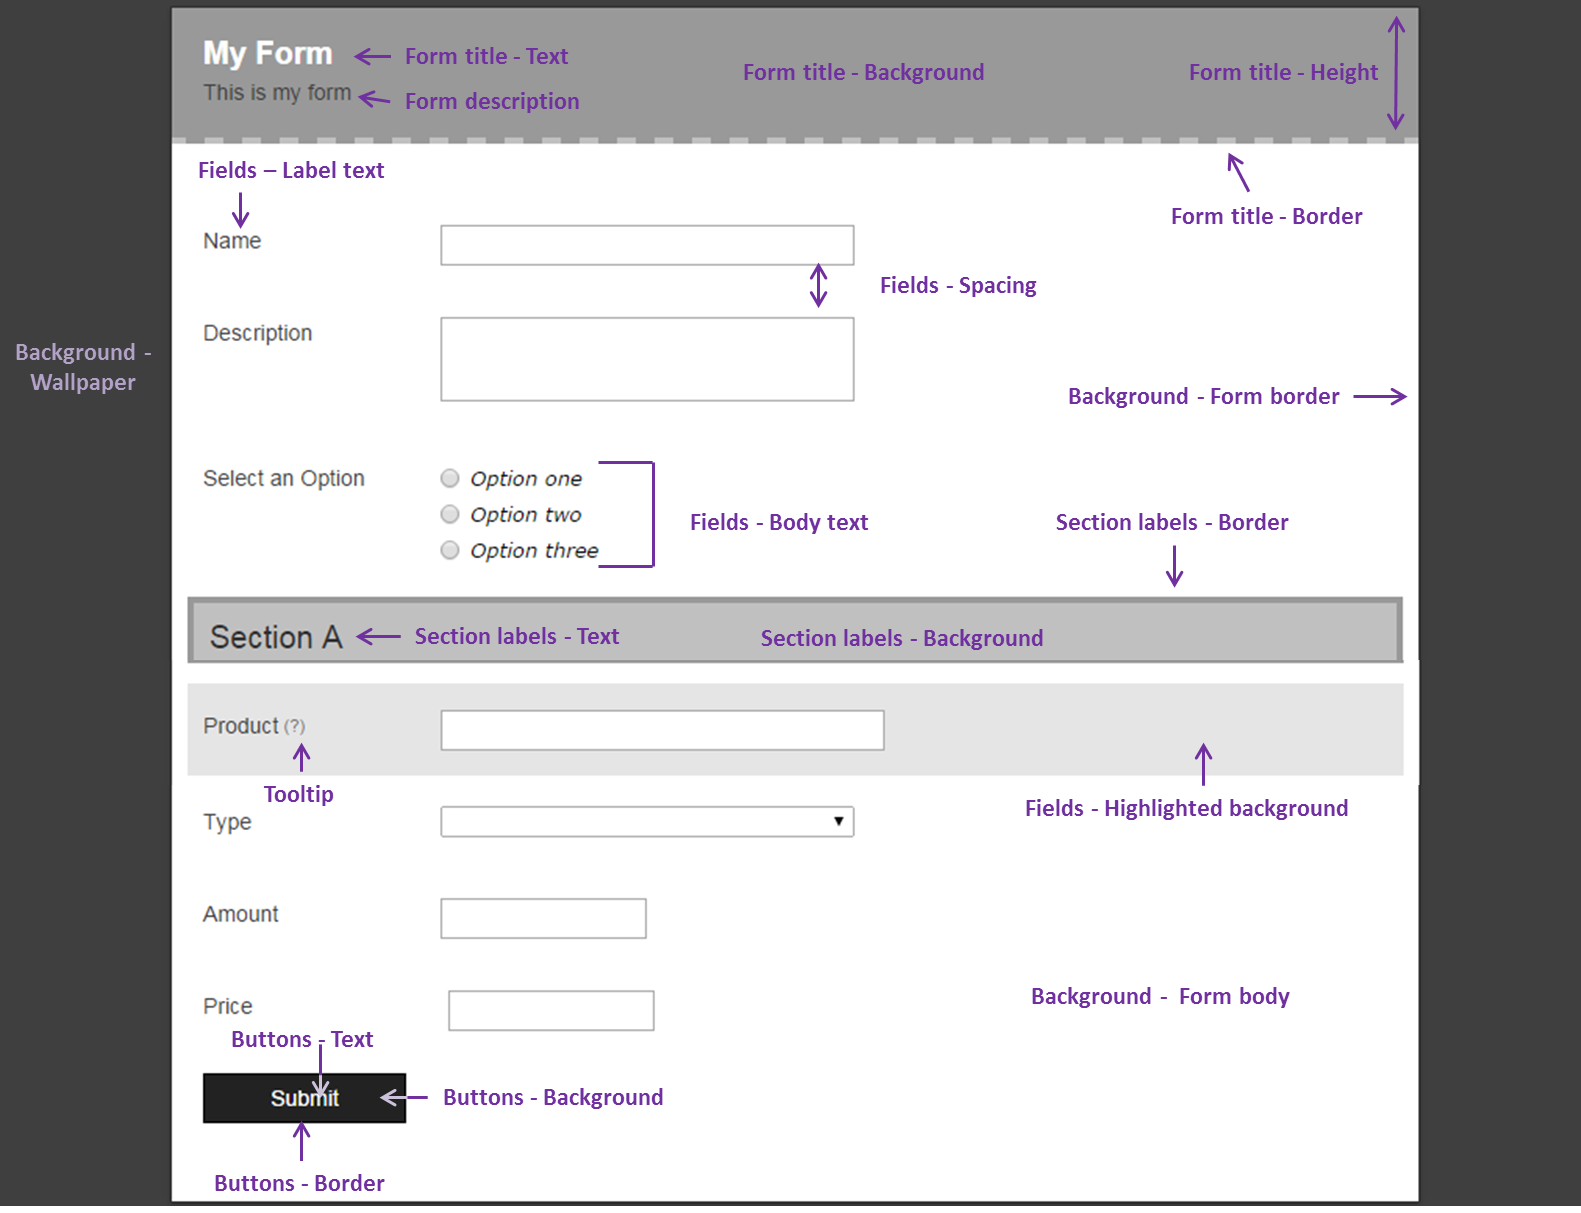 My Form
Form title - Text
This is my form
Form description
Form title - Background
Form title - Height
Fields – Label text
Form title - Border
Name
Fields - Spacing
Description
Background -
Wallpaper
Background - Form border
Select an Option
Option one
Option two
Option three
Fields - Body text
Section labels - Border
Section A
Section labels - Text
Section labels - Background
Product (?)
Tooltip
Fields - Highlighted background
Type
Amount
Price
Background - Form body
Buttons - Text
Submit
Buttons - Background
Buttons - Border